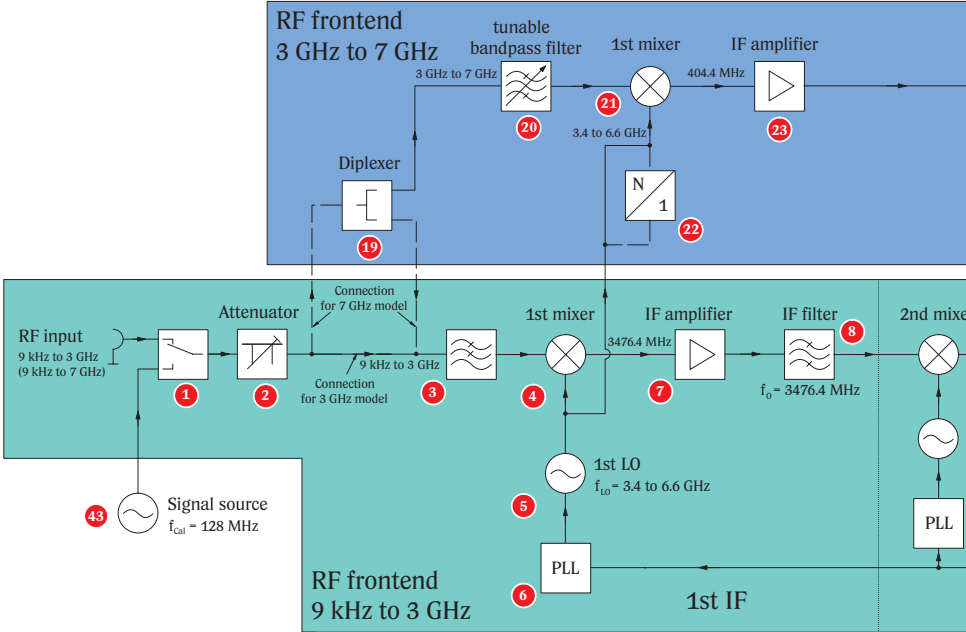 RF frontend
3 GHz to 7 GHz
tunable
bandpass filter
1st mixer
IF amplifier
3 GHz to 7 GHz
404.4 MHz
20
21
23
3.4 to 6.6 GHz
Diplexer
19
N
1
22
Connection
for 7 GHz model
RF input
9 kHz to 3 GHz
(9 kHz to 7 GHz)
Attenuator
1st mixer
IF amplifier
IF filter
8
2nd mixe
9 kHz to 3 GHz
3476.4 MHz
Connection
for 3 GHz model
1
2
3
4
7
f₀ = 3476.4 MHz
1st LO
f_LO = 3.4 to 6.6 GHz
5
43
Signal source
f_Cal = 128 MHz
PLL
PLL
6
RF frontend
9 kHz to 3 GHz
1st IF